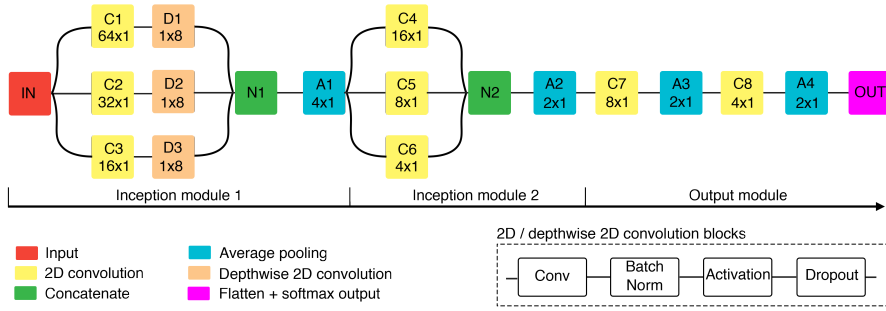 C1
64x1
D1
1x8
C4
16x1
IN
C2
32x1
D2
1x8
N1
A1
4x1
C5
8x1
N2
A2
2x1
C7
8x1
A3
2x1
C8
4x1
A4
2x1
OUT
C3
16x1
D3
1x8
C6
4x1
Inception module 1
Inception module 2
Output module
Input
2D convolution
Concatenate
Average pooling
Depthwise 2D convolution
Flatten + softmax output
2D / depthwise 2D convolution blocks
Conv
Batch
Norm
Activation
Dropout